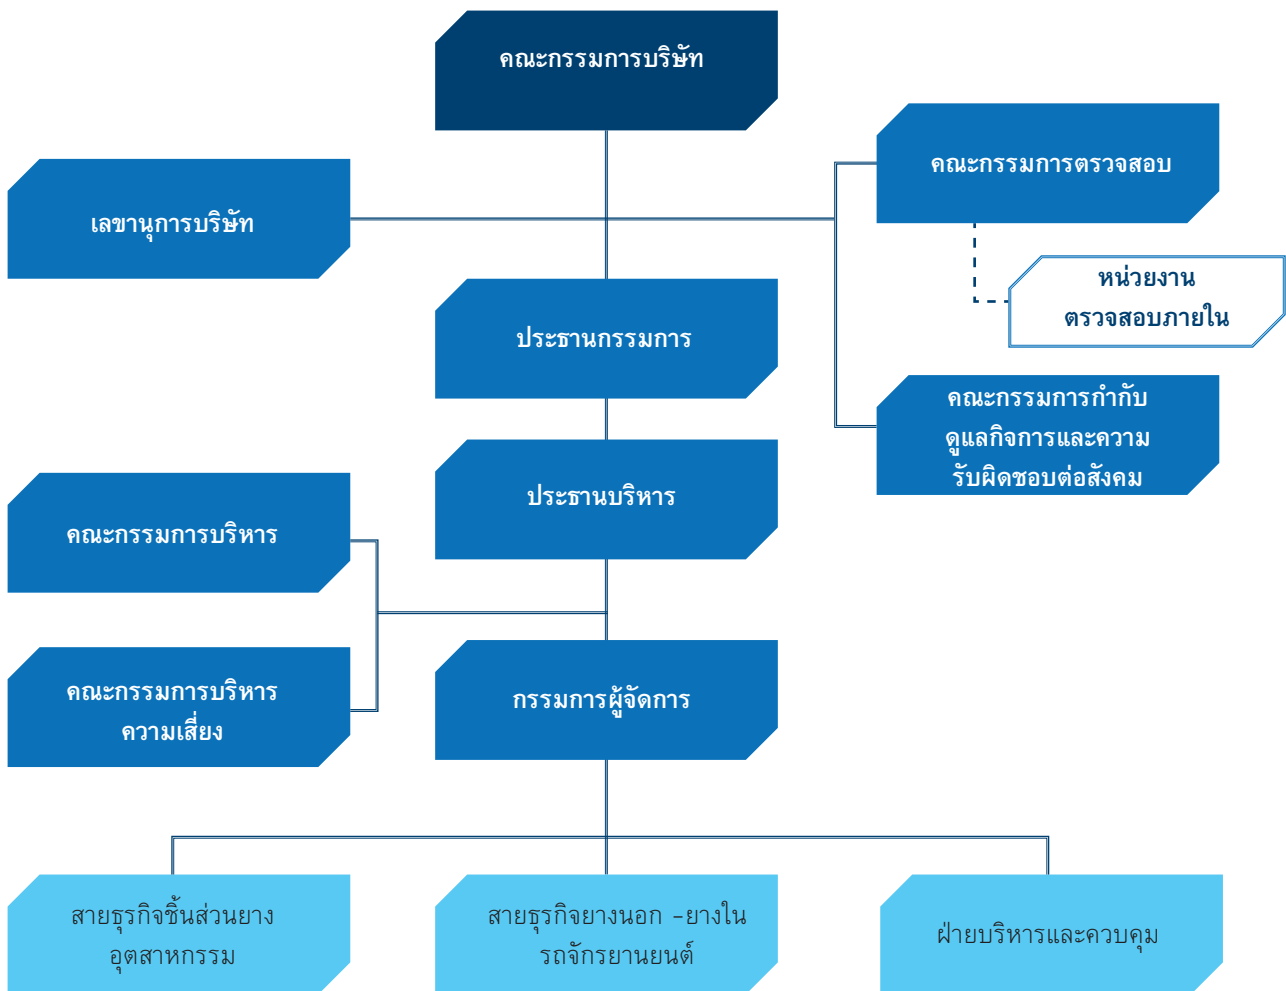 คณะกรรมการบริษัท
คณะกรรมการตรวจสอบ
เลขานุการบริษัท
หน่วยงาน
ตรวจสอบภายใน
ประธานกรรมการ
คณะกรรมการกำกับ
ดูแลกิจการและความ
รับผิดชอบต่อสังคม
ประธานบริหาร
คณะกรรมการบริหาร
คณะกรรมการบริหาร
ความเสี่ยง
กรรมการผู้จัดการ
สายธุรกิจชิ้นส่วนยาง
อุตสาหกรรม
สายธุรกิจยางนอก -ยางใน
รถจักรยานยนต์
ฝ่ายบริหารและควบคุม